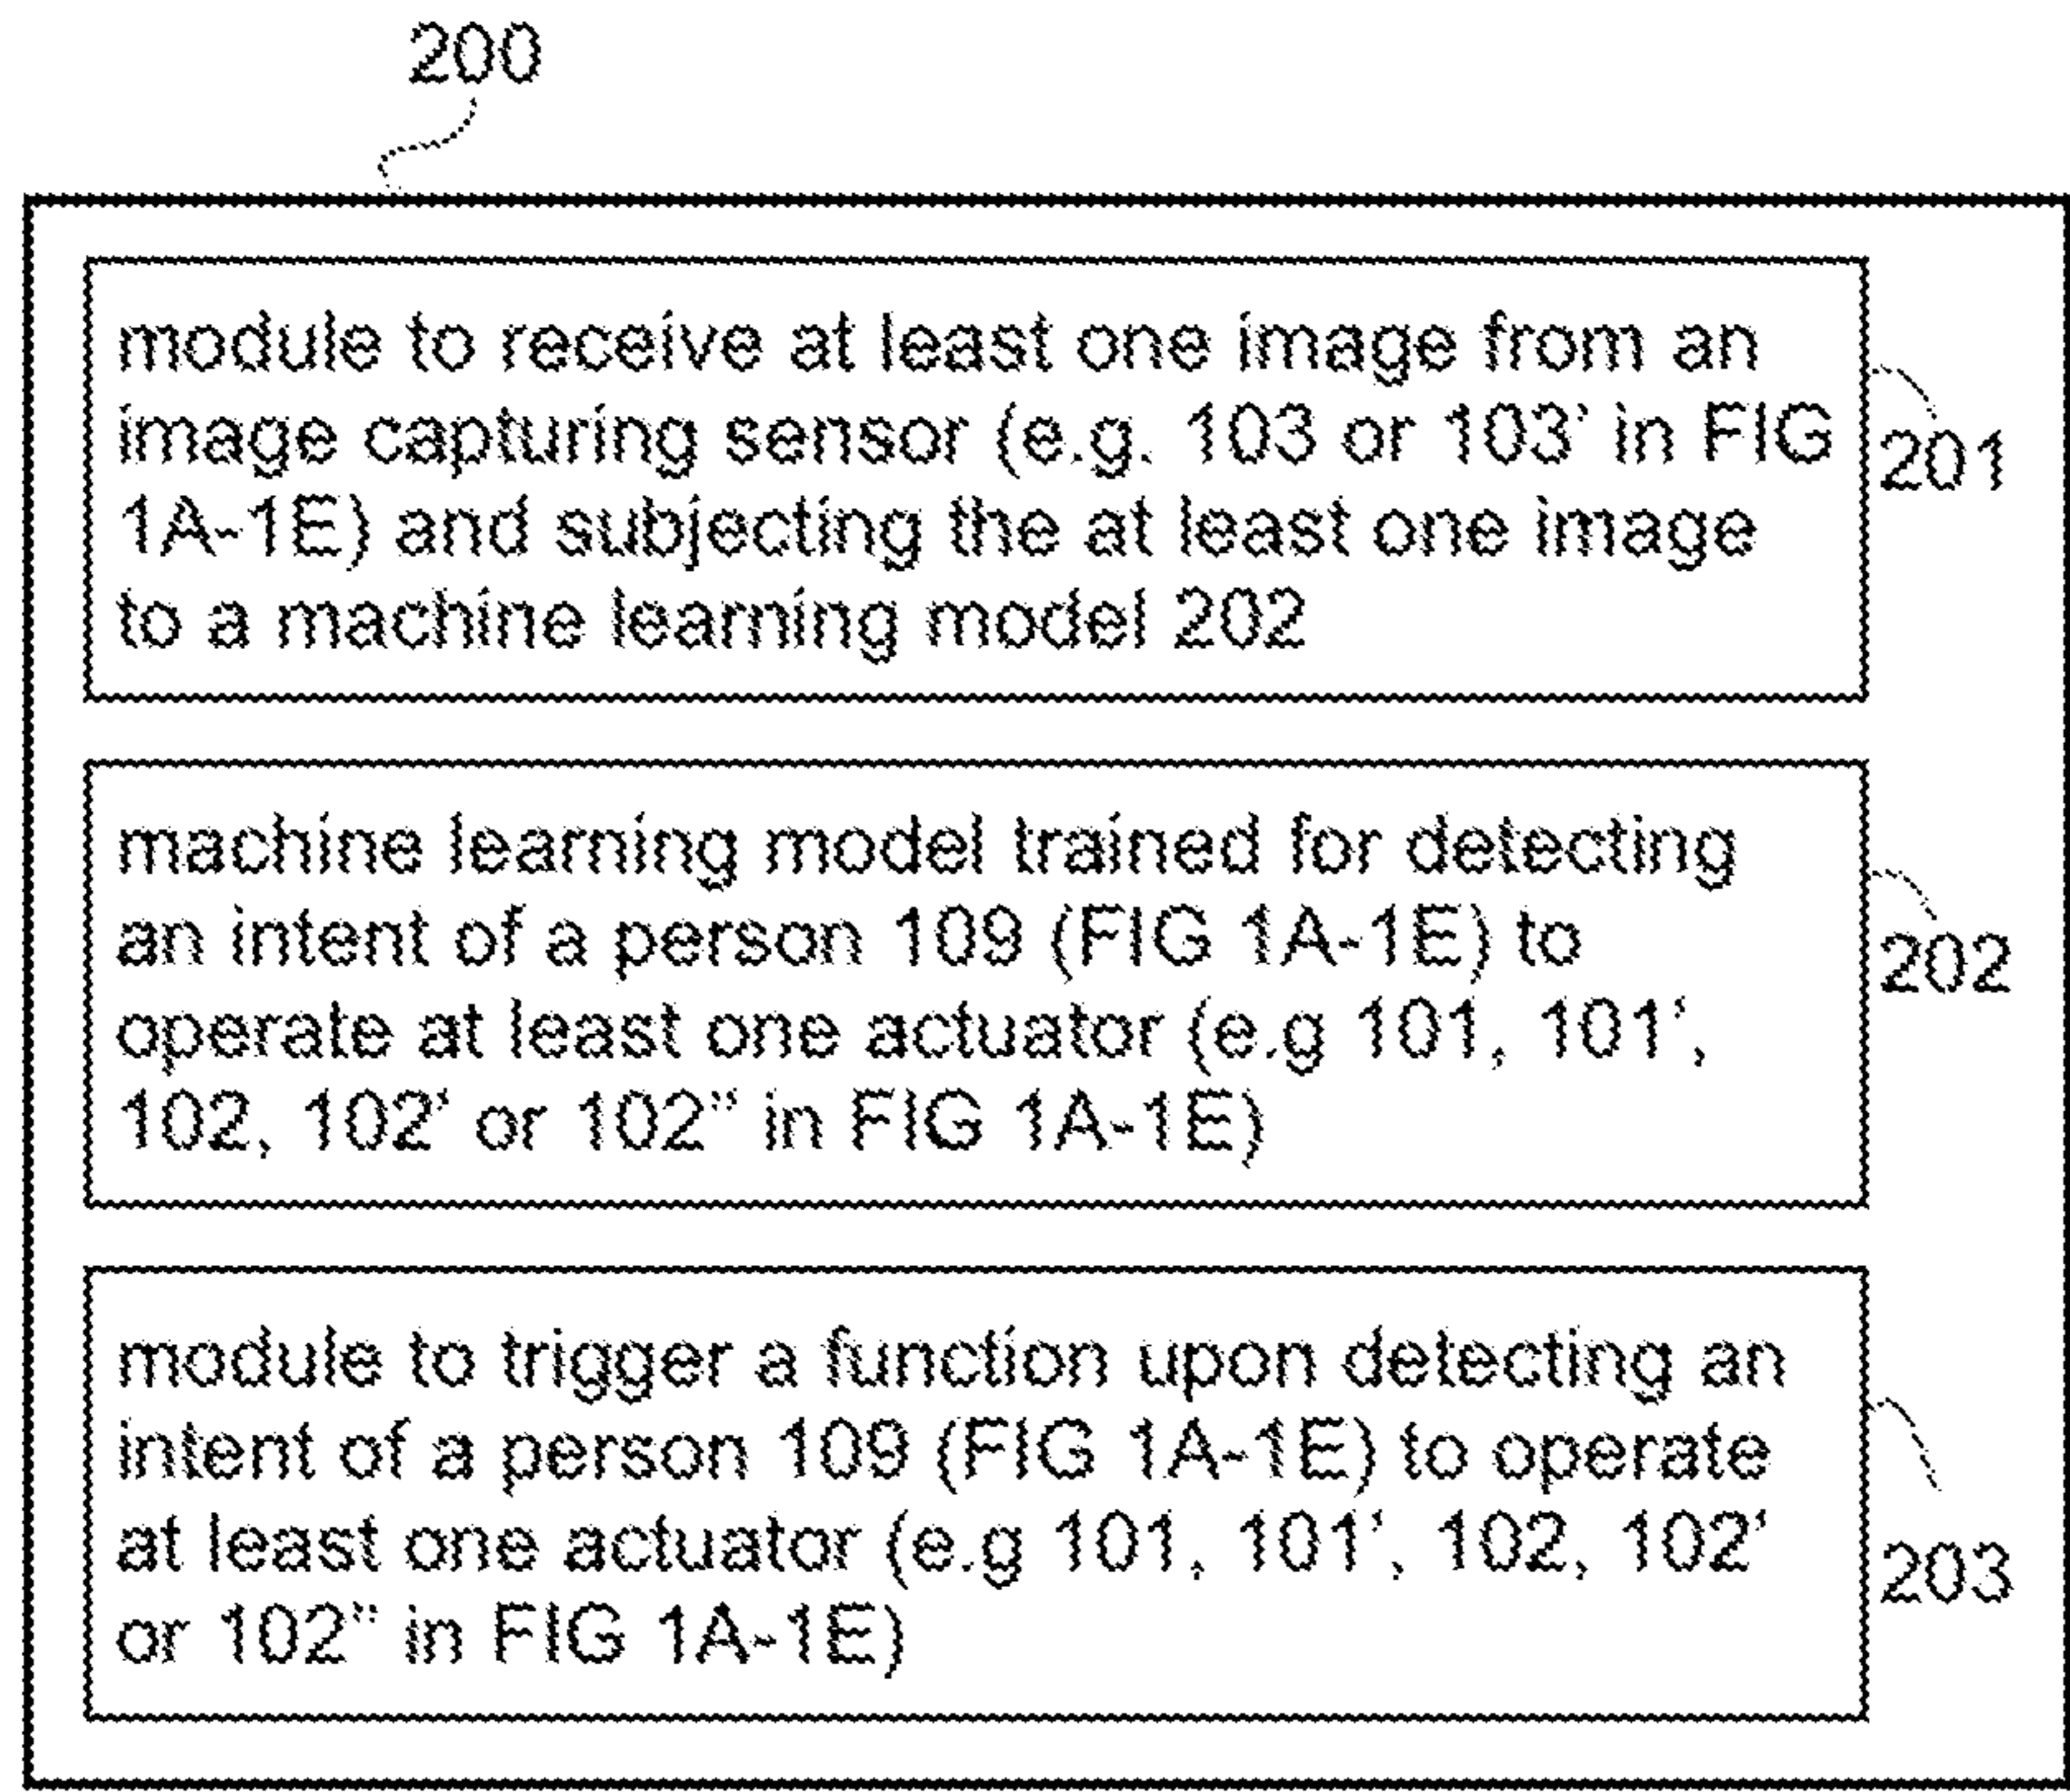 200
module to receive at least one image from an
image capturing sensor (e.g. 103 or 103' in FIG
1A-1E) and subjecting the at least one image
to a machine learning model 202
201
machine learning model trained for detecting
an intent of a person 109 (FIG 1A-1E) to
operate at least one actuator (e.g 101, 101',
102, 102' or 102'' in FIG 1A-1E)
202
module to trigger a function upon detecting an
intent of a person 109 (FIG 1A-1E) to operate
at least one actuator (e.g 101, 101', 102, 102'
or 102'' in FIG 1A-1E)
203